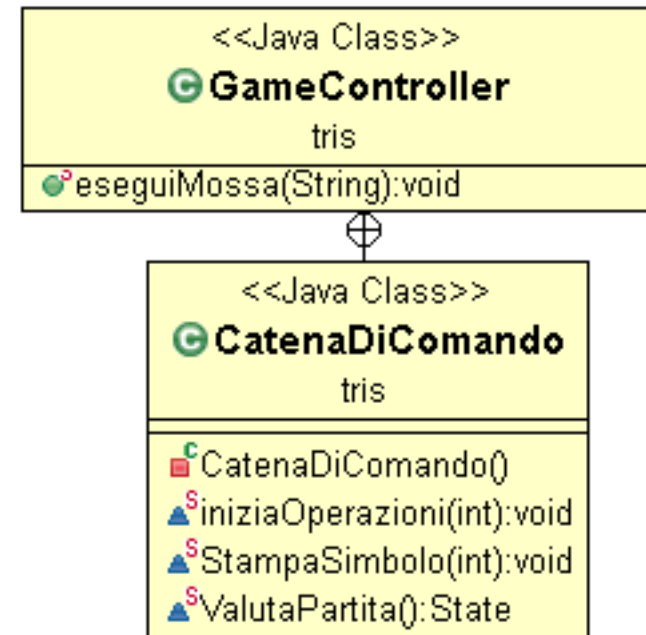 <<Java Class>>
GameController
tris
eseguiMossa(String):void
<<Java Class>>
CatenaDiComando
tris
CatenaDiComando()
iniziaOperazioni(int):void
StampaSimbolo(int):void
ValutaPartita():State